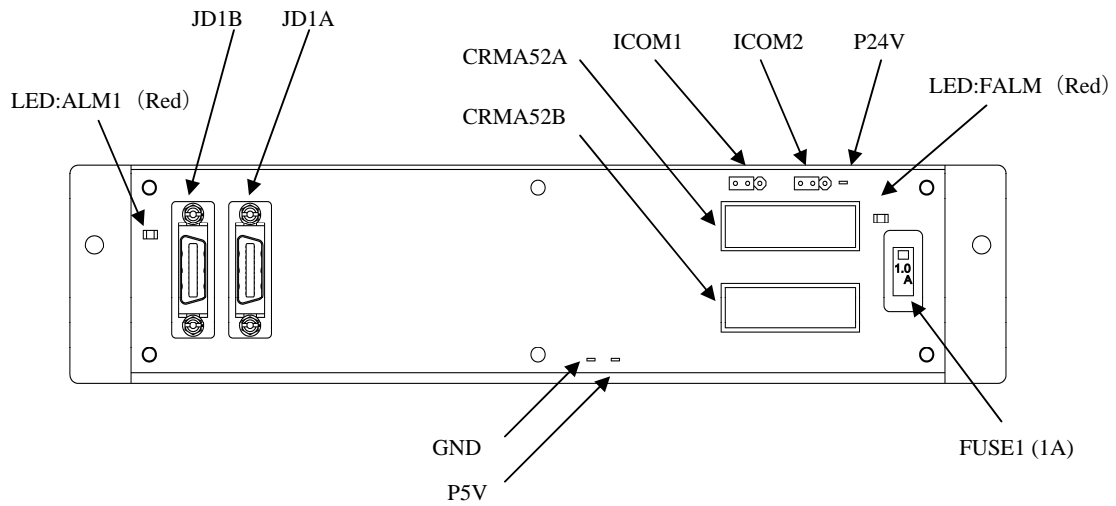 JD1B
JD1A
ICOM1
ICOM2
P24V
CRMA52A
LED:ALM1（Red）
LED:FALM（Red）
CRMA52B
1.0
A
GND
FUSE1 (1A)
P5V